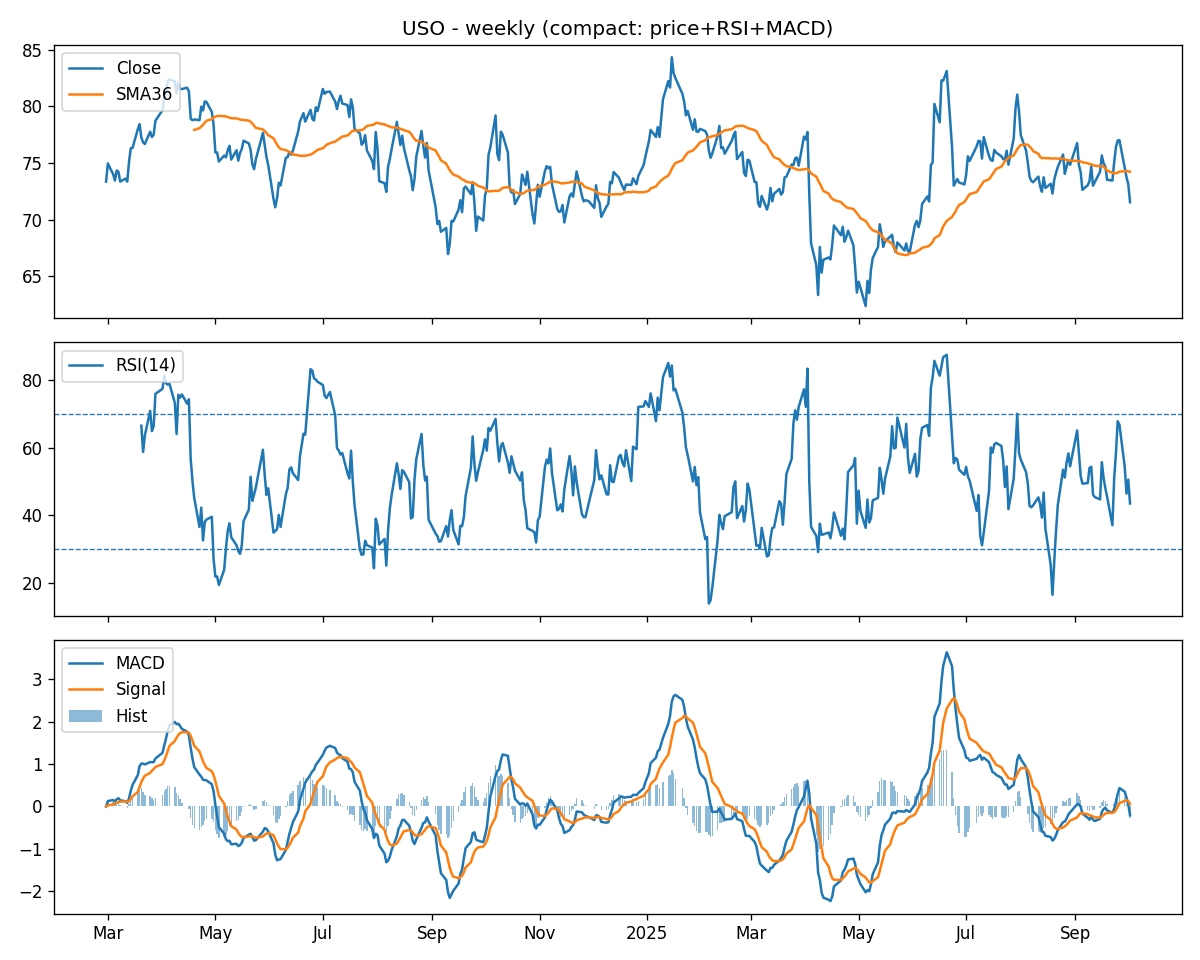 USO - weekly (compact: price+RSI+MACD)
85
80
75
70
65
Close
SMA36
80
60
40
20
RSI(14)
3
2
1
0
−1
−2
MACD
Signal
Hist
Mar
May
Jul
Sep
Nov
2025
Mar
May
Jul
Sep